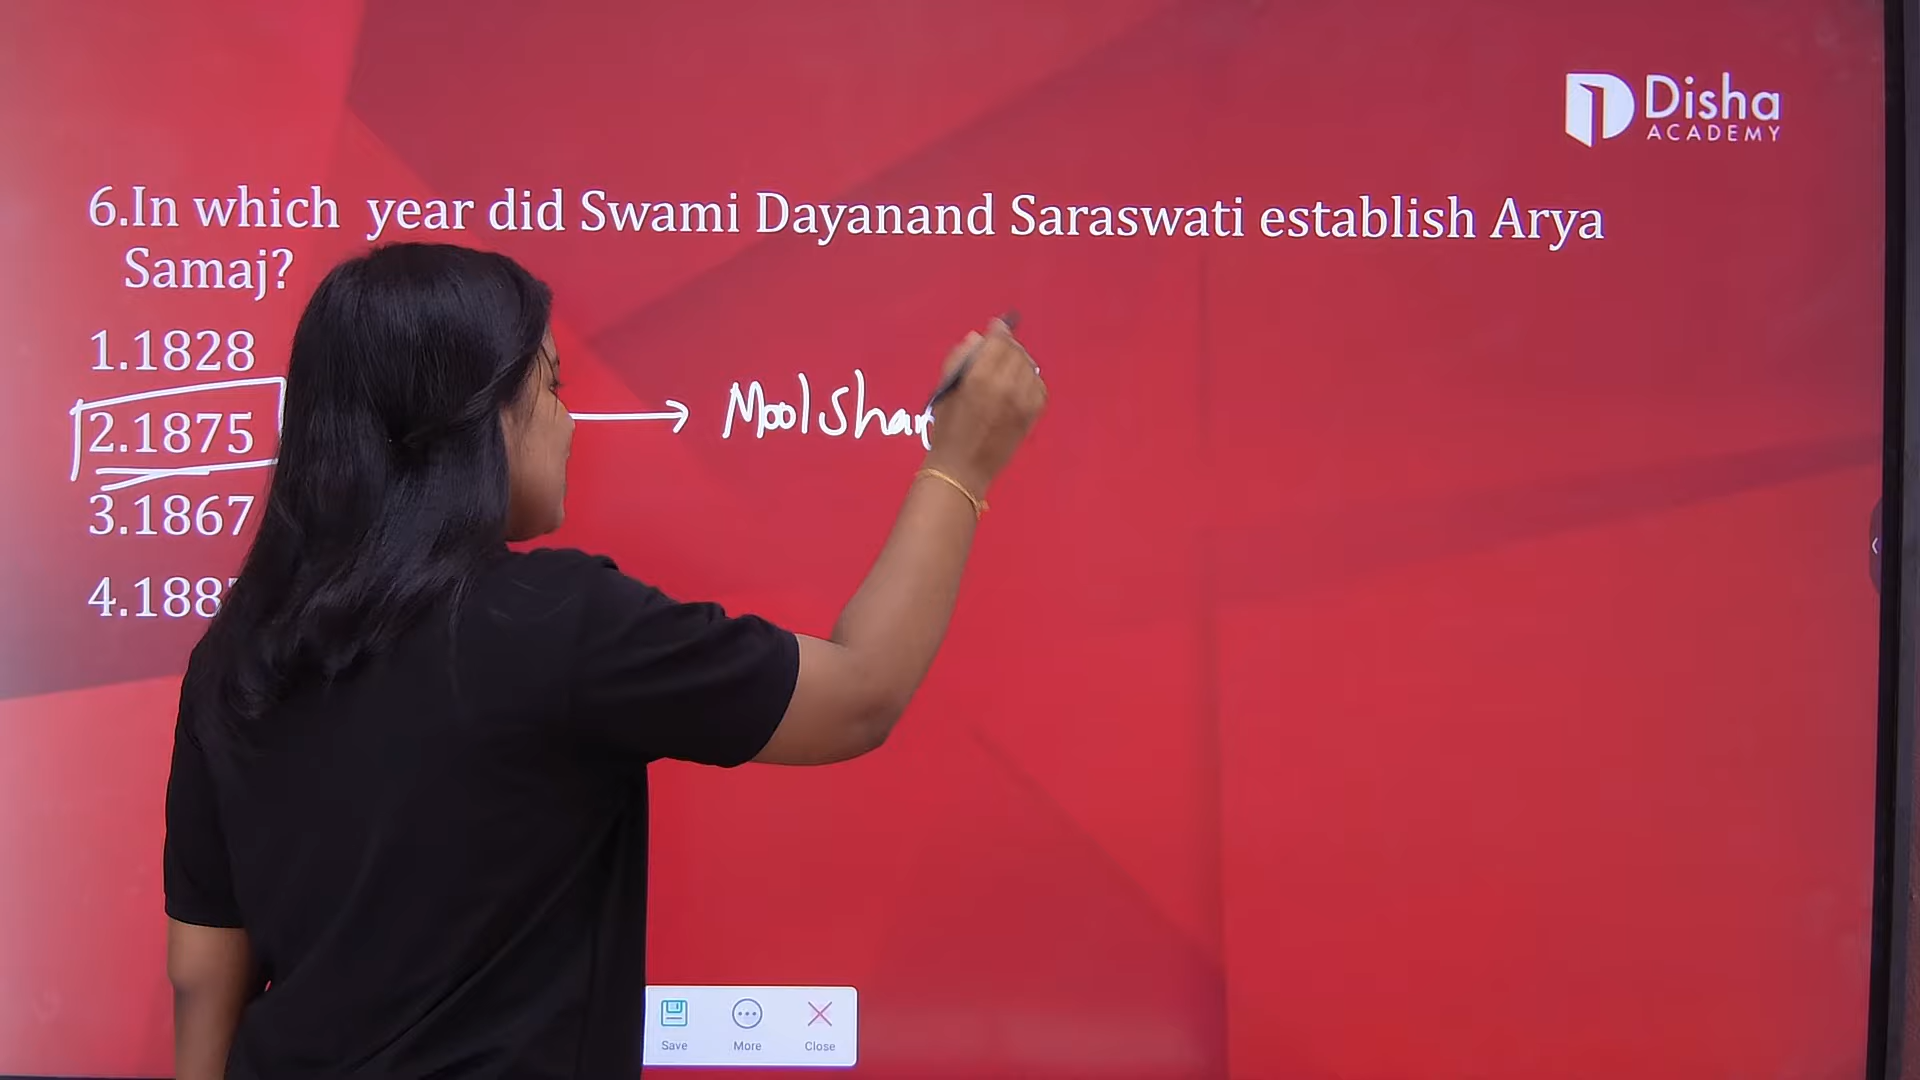 Disha
ACADEMY
6.In which year did Swami Dayanand Saraswati establish Arya
Samaj?
1.1828
2.1875
Mool
3.1867
Save
More
Close